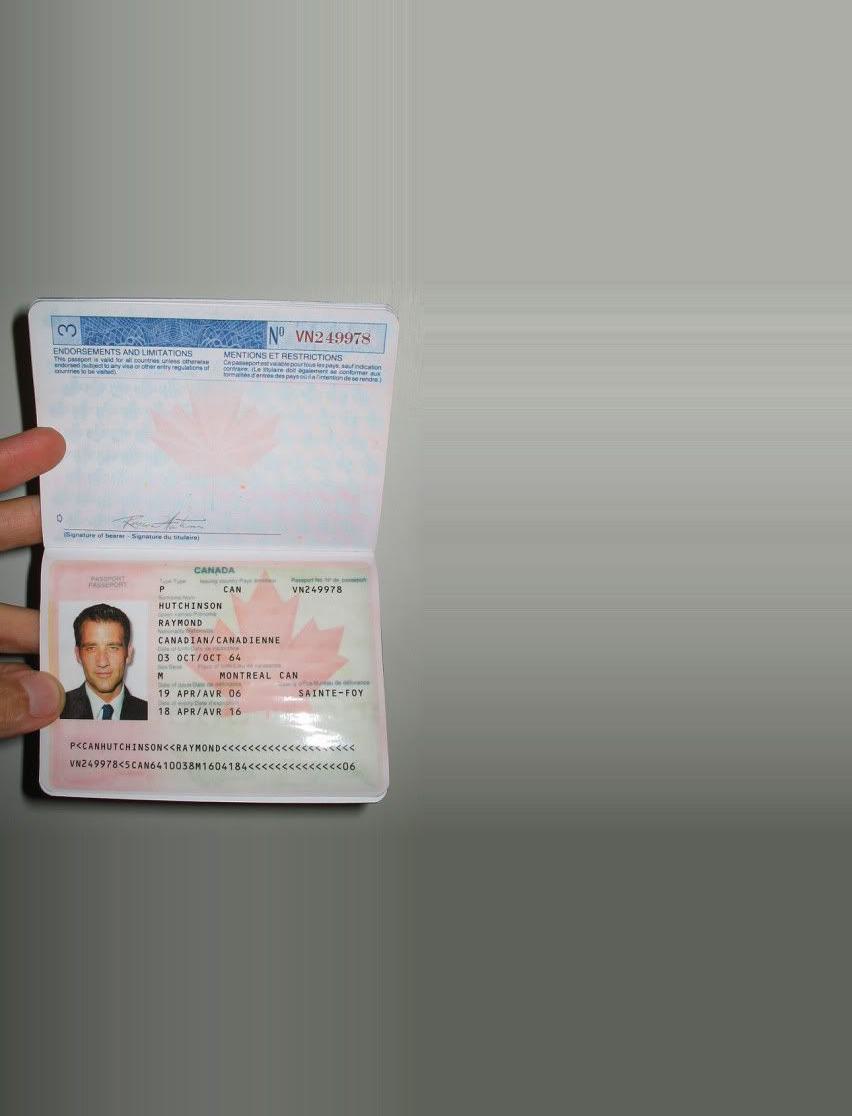 3
Nº VN249978
ENDORSEMENTS AND LIMITATIONS
This passport is valid for all countries unless otherwise
endorsed (subject to any visa or other entry regulations of
countries to be visited).
MENTIONS ET RESTRICTIONS
Ce passeport est valable pour tous les pays, sauf indication
contraire. (Le titulaire doit également se conformer aux
formalités d'entrée des pays où il a l'intention de se rendre.)
(Signature of bearer - Signature du titulaire)
CANADA
PASSPORT
PASSEPORT
Type/Type Issuing country/Pays émetteur Passport No./Nº de passeport
P CAN VN249978
Surname/Nom
HUTCHINSON
Given names/Prénoms
RAYMOND
Nationality/Nationalité
CANADIAN/CANADIENNE
Date of birth/Date de naissance
03 OCT/OCT 64
Sex/Sexe Place of birth/Lieu de naissance
M MONTREAL CAN
Date of issue/Date de délivrance Issuing office/Bureau de délivrance
19 APR/AVR 06 SAINTE-FOY
Date of expiry/Date d'expiration
18 APR/AVR 16
P<CANHUTCHINSON<<RAYMOND<<<<<<<<<<<<<<<<<<<<
VN249978<5CAN6410038M1604184<<<<<<<<<<<<<<06